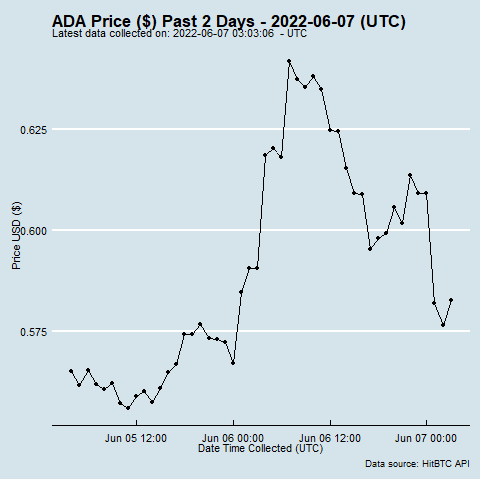 ADA Price ($) Past 2 Days - 2022-06-07 (UTC)
Latest data collected on: 2022-06-07 03:03:06 - UTC
0.625
0.600
0.575
Price USD ($)
Jun 05 12:00 Jun 06 00:00 Jun 06 12:00 Jun 07 00:00
Date Time Collected (UTC)
Data source: HitBTC API